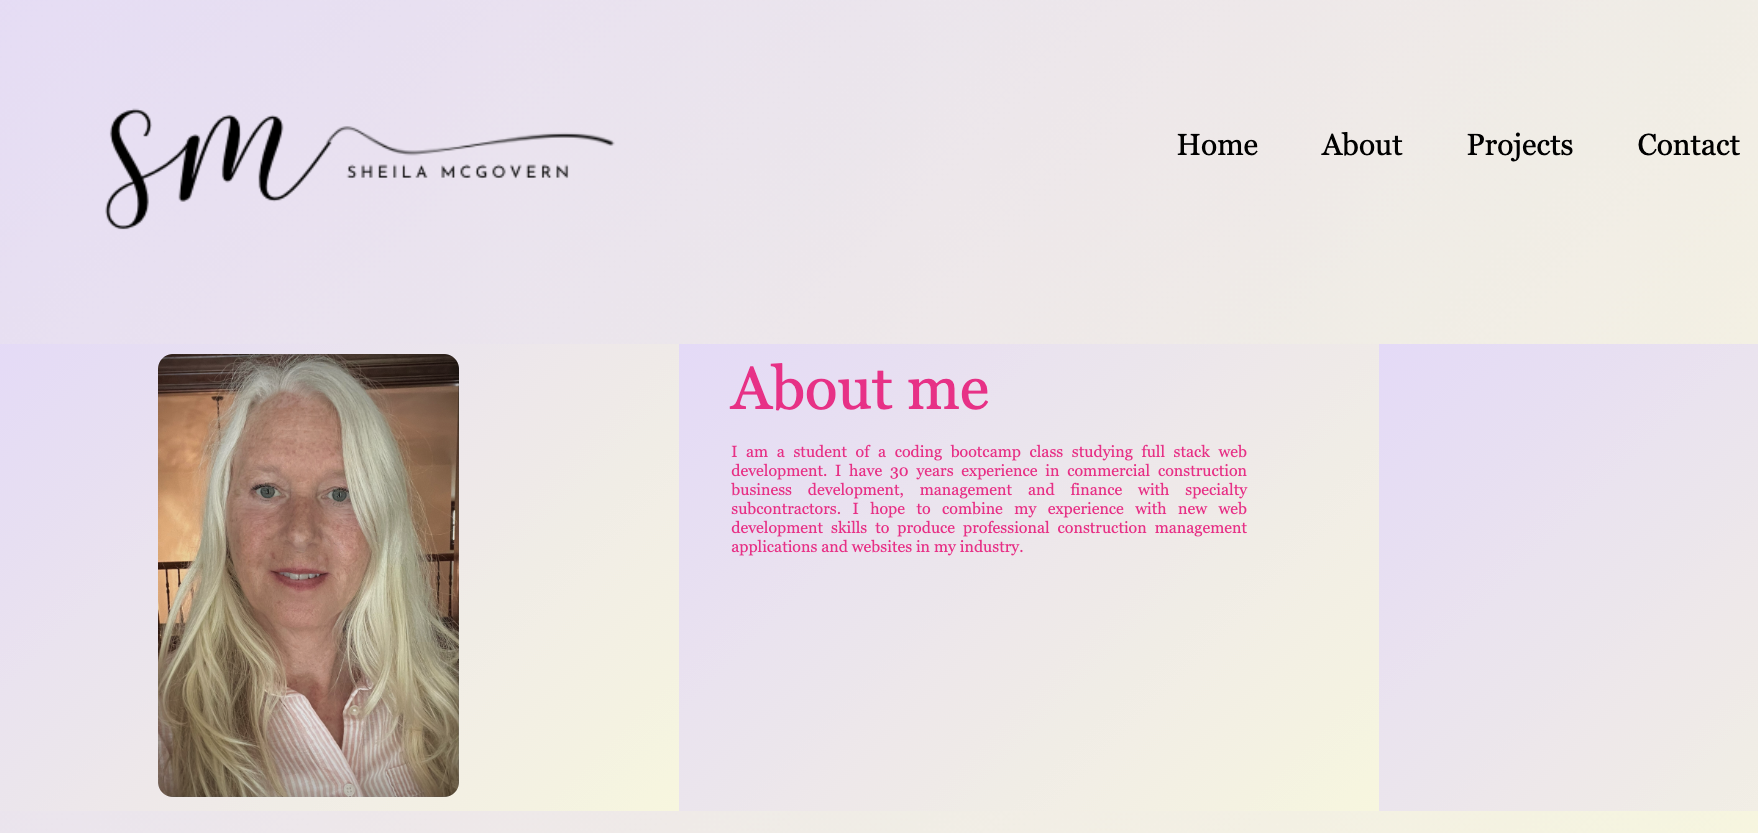 sm
SHEILA MCGOVERN
Home About Projects Contact
About me
I am a student of a coding bootcamp class studying full stack web
development. I have 30 years experience in commercial construction
business development, management and finance with specialty
subcontractors. I hope to combine my experience with new web
development skills to produce professional construction management
applications and websites in my industry.